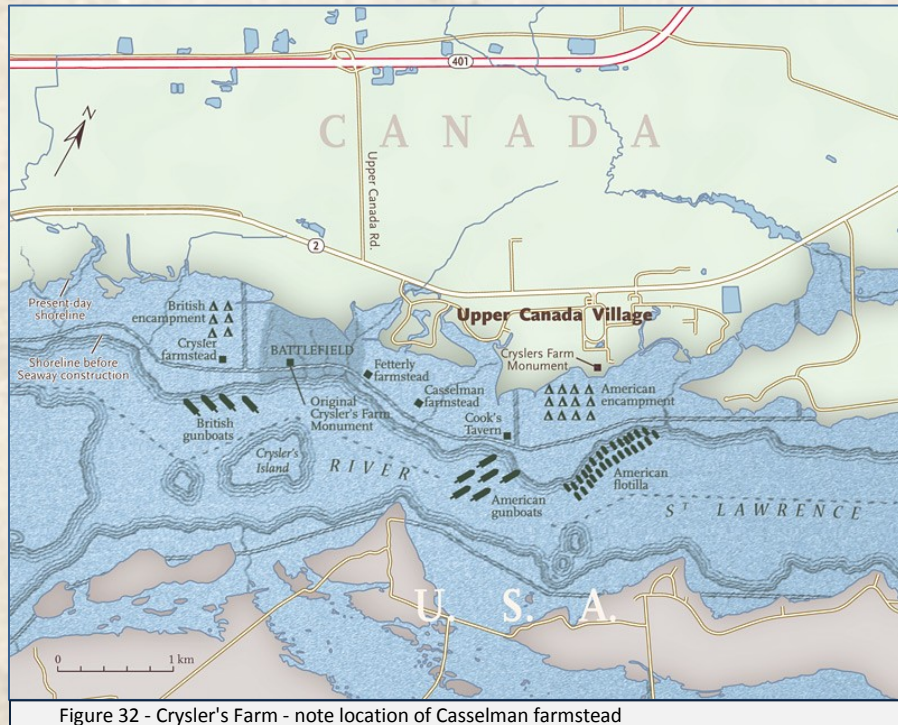 401
N
CANADA
Upper Canada Rd.
2
Present-day
shoreline
British
encampment
Upper Canada Village
Crysler
farmstead
BATTLEFIELD
Shoreline before
Seaway construction
Fetterly
farmstead
Cryslers Farm
Monument
Casselman
farmstead
American
encampment
Original
Crysler's Farm
Monument
British
gunboats
Cook's
Tavern
Crysler's
Island
RIVER
American
gunboats
American
flotilla
ST LAWRENCE
U. S. A.
0 1 km
Figure 32 - Crysler's Farm - note location of Casselman farmstead